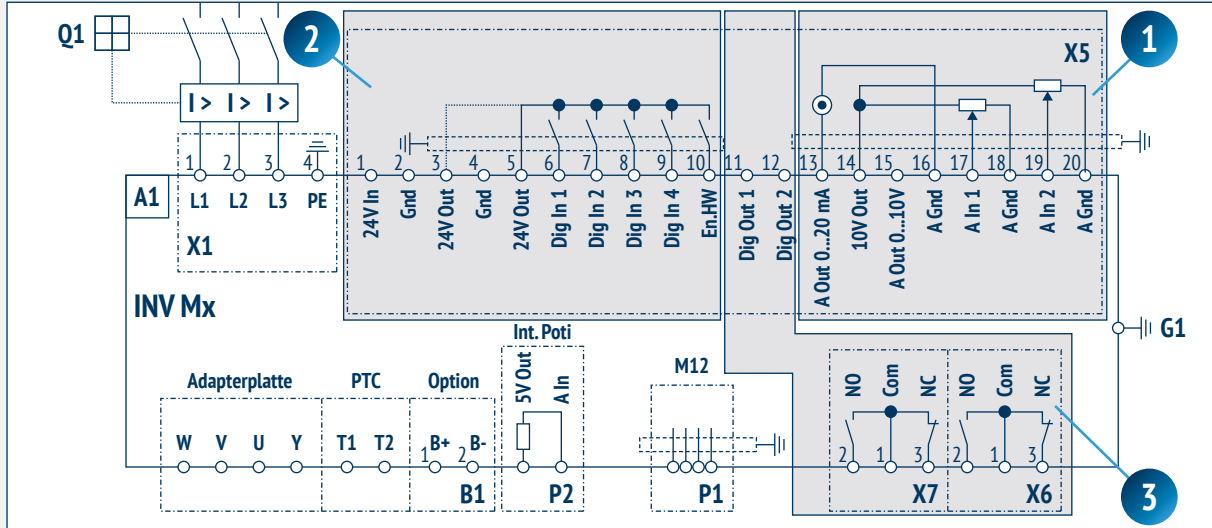 Q1
2
1
X5
I > I > I >
1 2 3 4
L1 L2 L3 PE
X1
A1
1 2 3 4 5 6 7 8 9 10 11 12 13 14 15 16 17 18 19 20
24V In
Gnd
24V Out
Gnd
24V Out
Dig In 1
Dig In 2
Dig In 3
Dig In 4
En.HW
Dig Out 1
Dig Out 2
A Out 0...20 mA
10V Out
A Out 0...10V
A Gnd
A In 1
A Gnd
A In 2
A Gnd
INV Mx
G1
Adapterplatte
W V U Y
PTC
T1 T2
Option
1 B+ 2 B-
B1
Int. Poti
5V Out
A In
P2
M12
P1
NO Com NC
2 1 3
X7
NO Com NC
2 1 3
X6
3